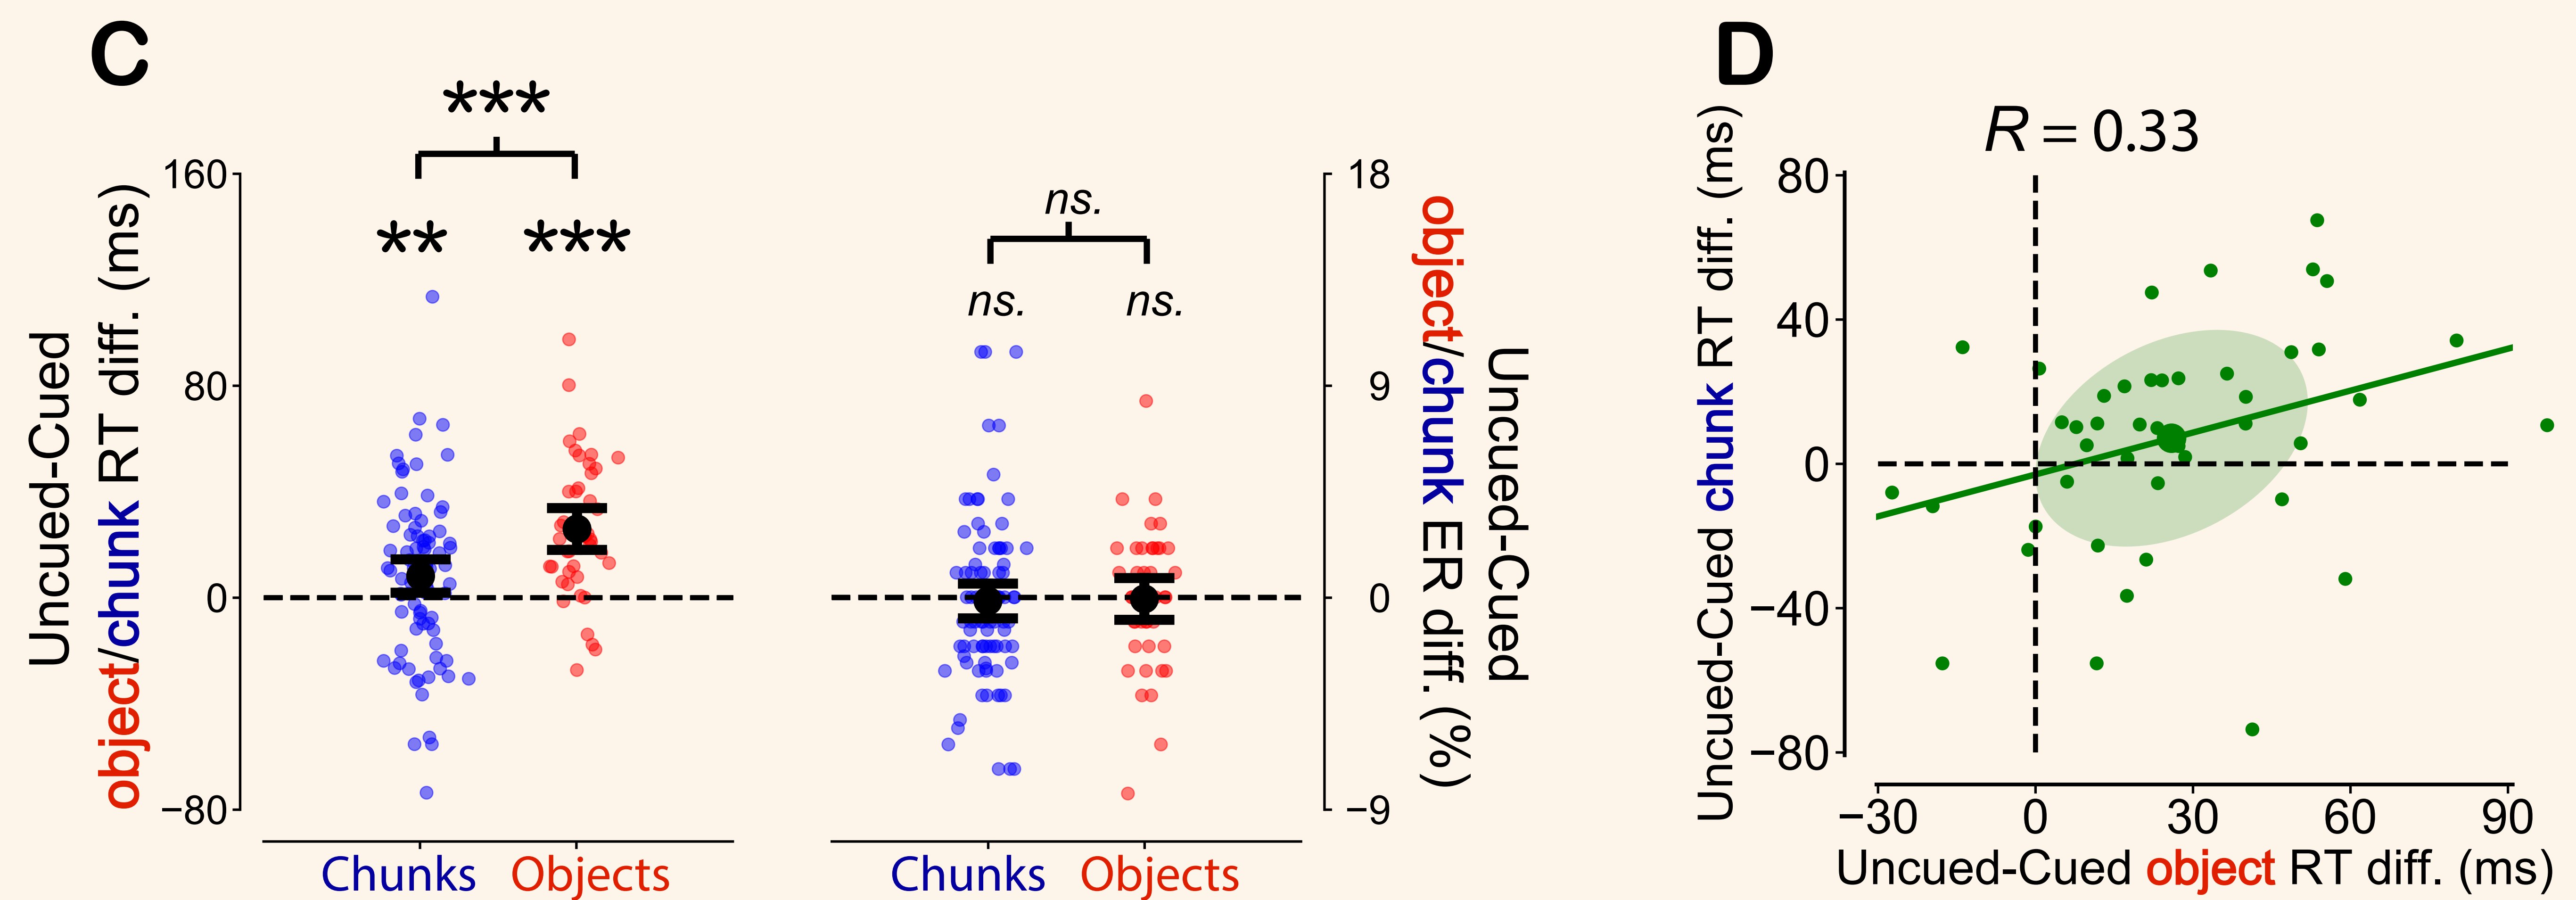 C
***
** ***
Uncued-Cued
object/chunk RT diff. (ms)
160
80
0
−80
Chunks Objects
ns.
ns. ns.
18
9
0
−9
Uncued-Cued
object/chunk ER diff. (%)
Chunks Objects
D
R = 0.33
Uncued-Cued chunk RT diff. (ms)
80
40
0
−40
−80
−30 0 30 60 90
Uncued-Cued object RT diff. (ms)